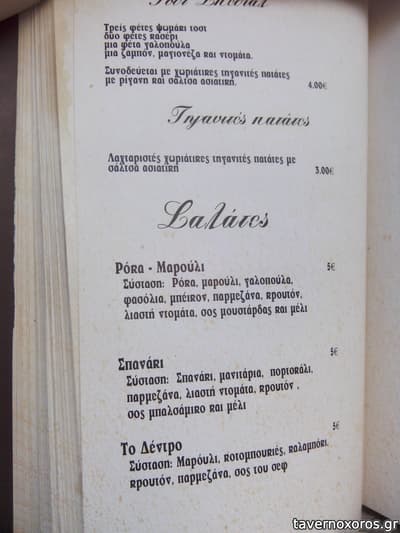 Τοστ Σπέσιαλ
Τρείς φέτες ψωμάρι τοστ
δύο φέτες κασέρι
μια φέτα γαλοπούλα
μια ζαμπόν, μαγιονέζα και ντομάτα.
Συνοδεύεται με χωριάτικες τηγανιτές πατάτες
με ρίγανη και σάλτσα ασιατική.
4.00€
Τηγανιτές πατάτες
Λαχταριστές χωριάτικες τηγανιτές πατάτες με
σάλτσα ασιατική
3.00€
Σαλάτες
Ρόκα - Μαρούλι 5€
Σύσταση: Ρόκα, μαρούλι, γαλοπούλα,
φασόλια, μπέικον, παρμεζάνα, κρουτόν,
λιαστή ντομάτα, σος μουστάρδας και μέλι
Σπανάκι 5€
Σύσταση: Σπανάκι, μανιτάρια, πορτοκάλι,
παρμεζάνα, λιαστή ντομάτα, κρουτόν ,
σος μπαλσάμικο και μέλι
5€
Το Δέντρο
Σύσταση: Μαρούλι, κοτομπουκιές, καλαμπόκι,
κρουτόν, παρμεζάνα, σος του σεφ
tavernoxoros.gr